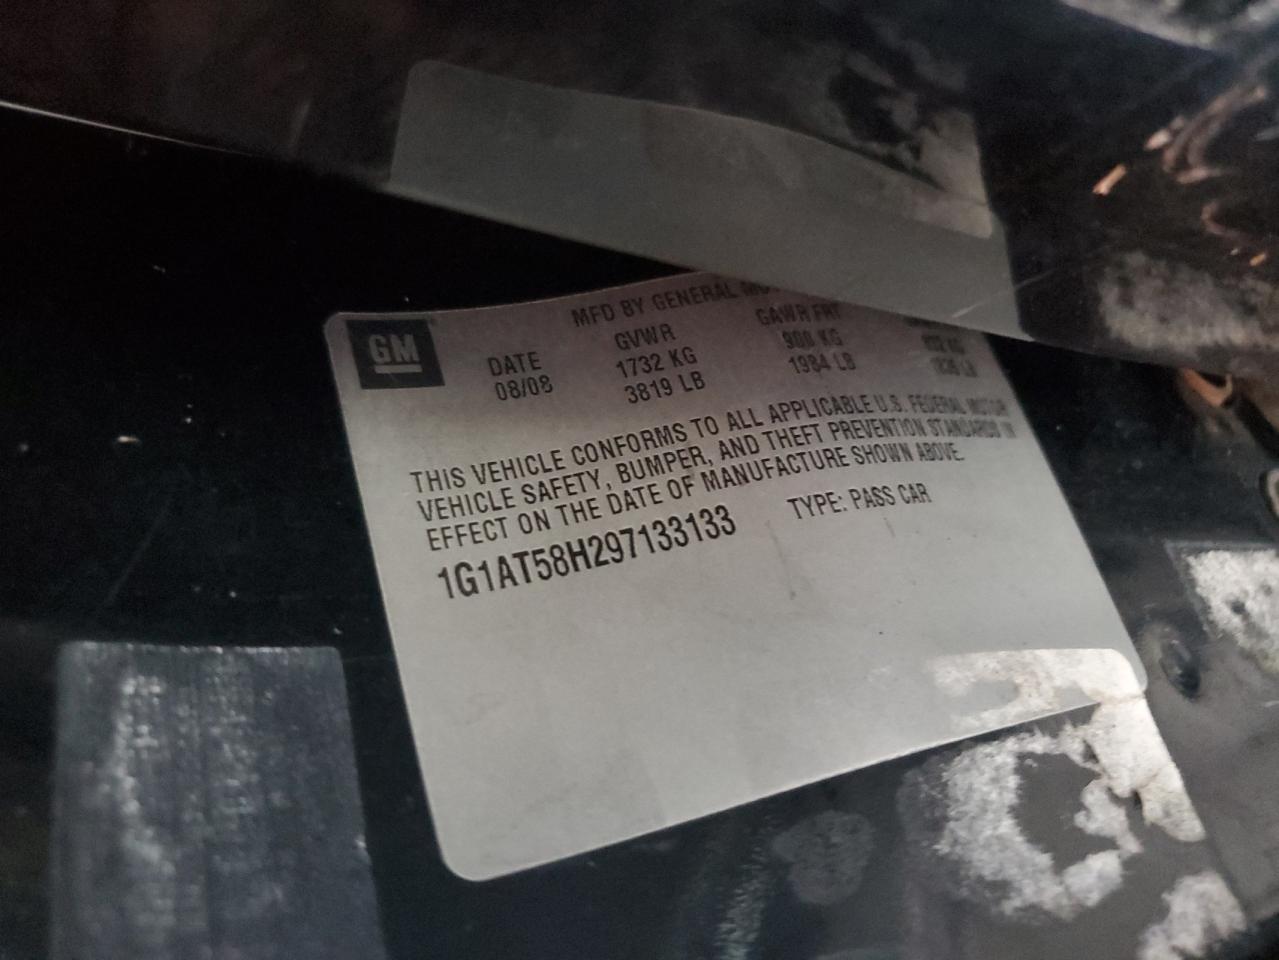 MFD BY GENERAL
GM
DATE GVWR GAWR FRT
08/08 1732 KG 900 KG
3819 LB 1984 LB
THIS VEHICLE CONFORMS TO ALL APPLICABLE U.S. FEDERAL MOTOR
VEHICLE SAFETY, BUMPER, AND THEFT PREVENTION STANDARDS IN
EFFECT ON THE DATE OF MANUFACTURE SHOWN ABOVE.
1G1AT58H297133133 TYPE: PASS CAR